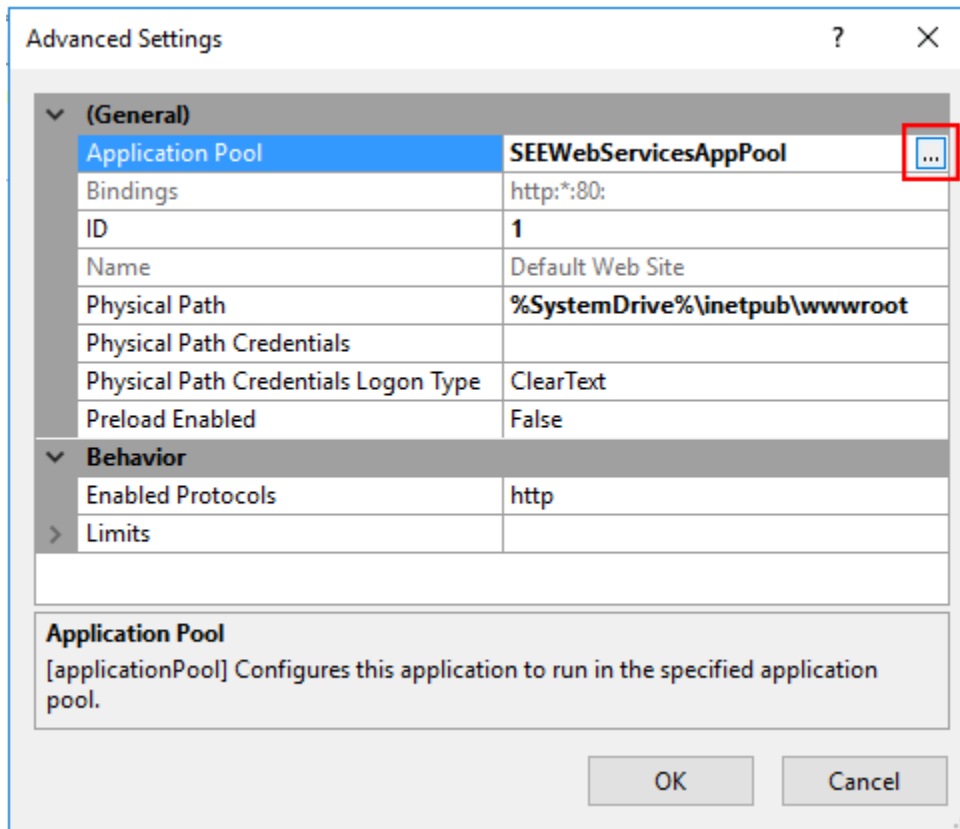 Advanced Settings ? ×
(General)
Application Pool SEEWebServicesAppPool ...
Bindings http:*:80:
ID 1
Name Default Web Site
Physical Path %SystemDrive%\inetpub\wwwroot
Physical Path Credentials
Physical Path Credentials Logon Type ClearText
Preload Enabled False
Behavior
Enabled Protocols http
Limits
Application Pool
[applicationPool] Configures this application to run in the specified application
pool.
OK Cancel